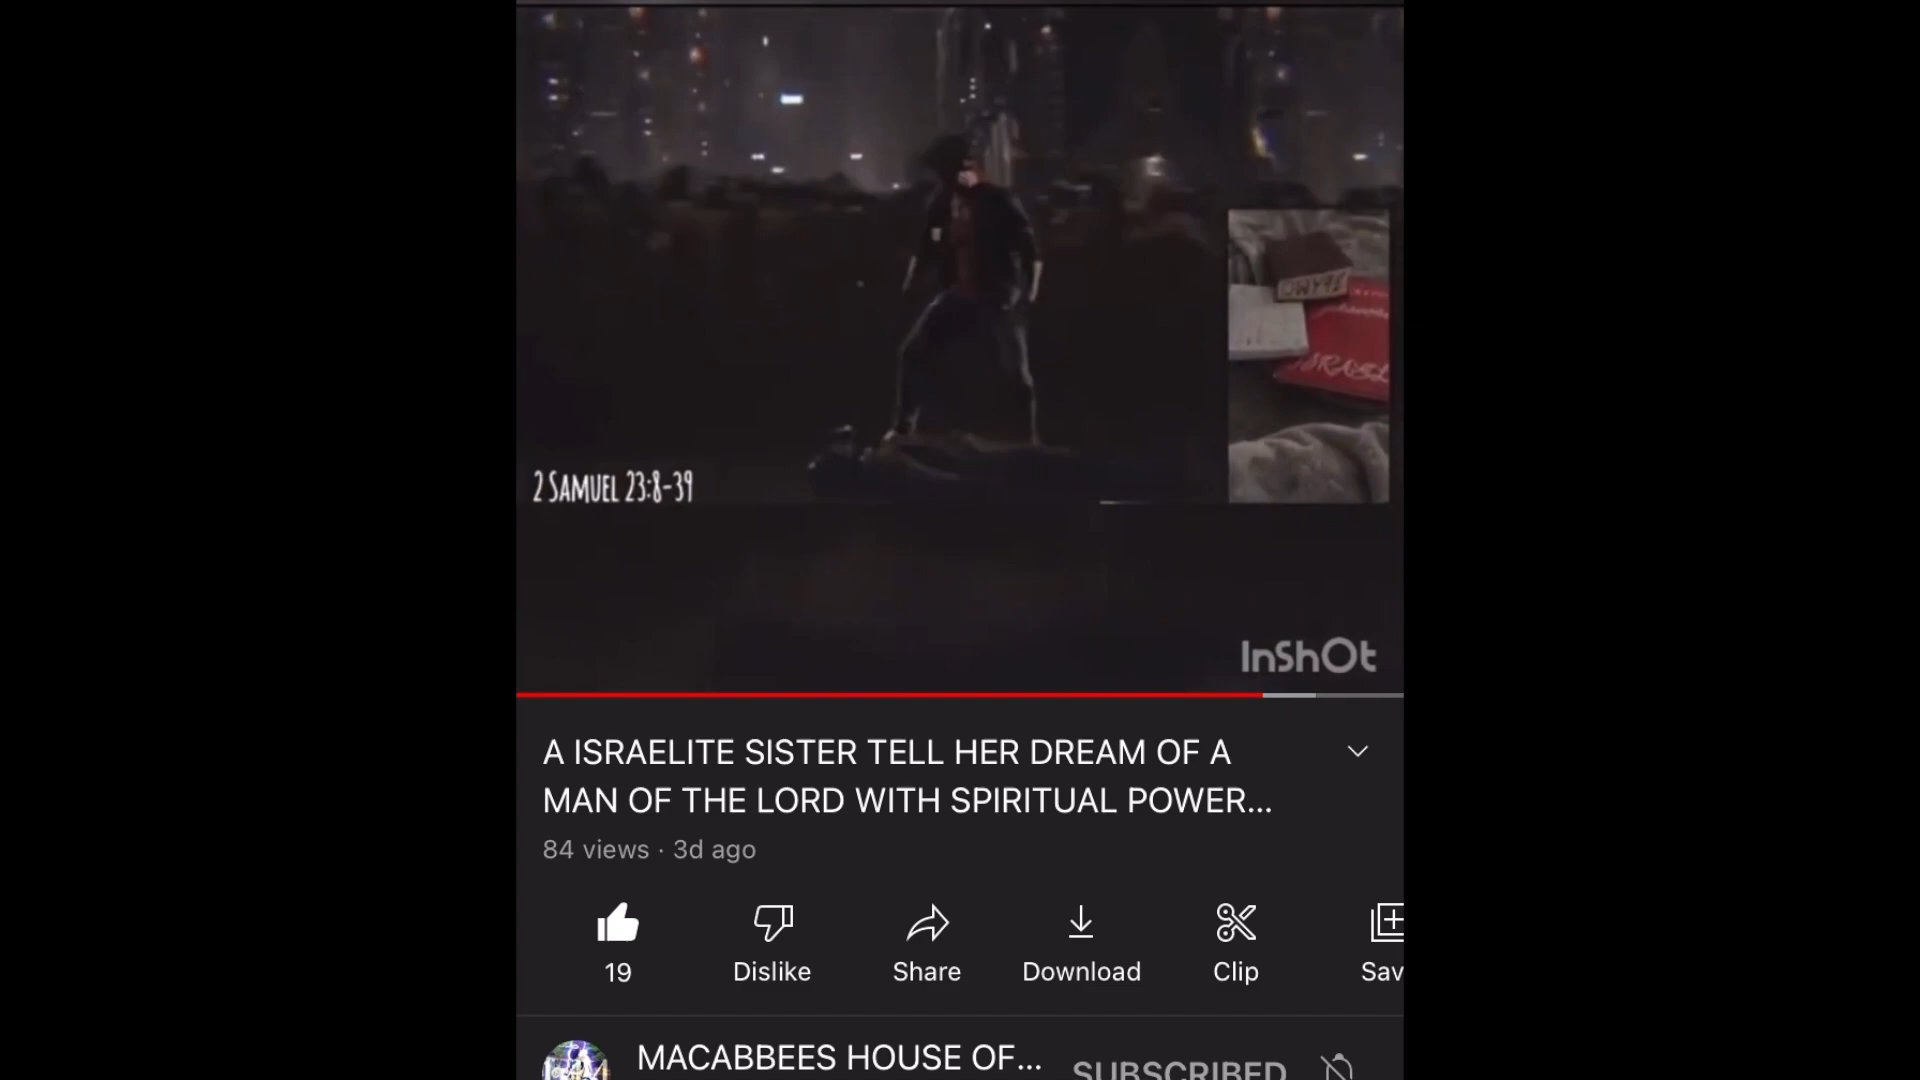 2 SAMUEL 23:8-39
ISRAEL
InShOt
A ISRAELITE SISTER TELL HER DREAM OF A
MAN OF THE LORD WITH SPIRITUAL POWER...
84 views · 3d ago
19
Dislike
Share
Download
Clip
Sav
MACABBEES HOUSE OF...
SUBSCRIBED